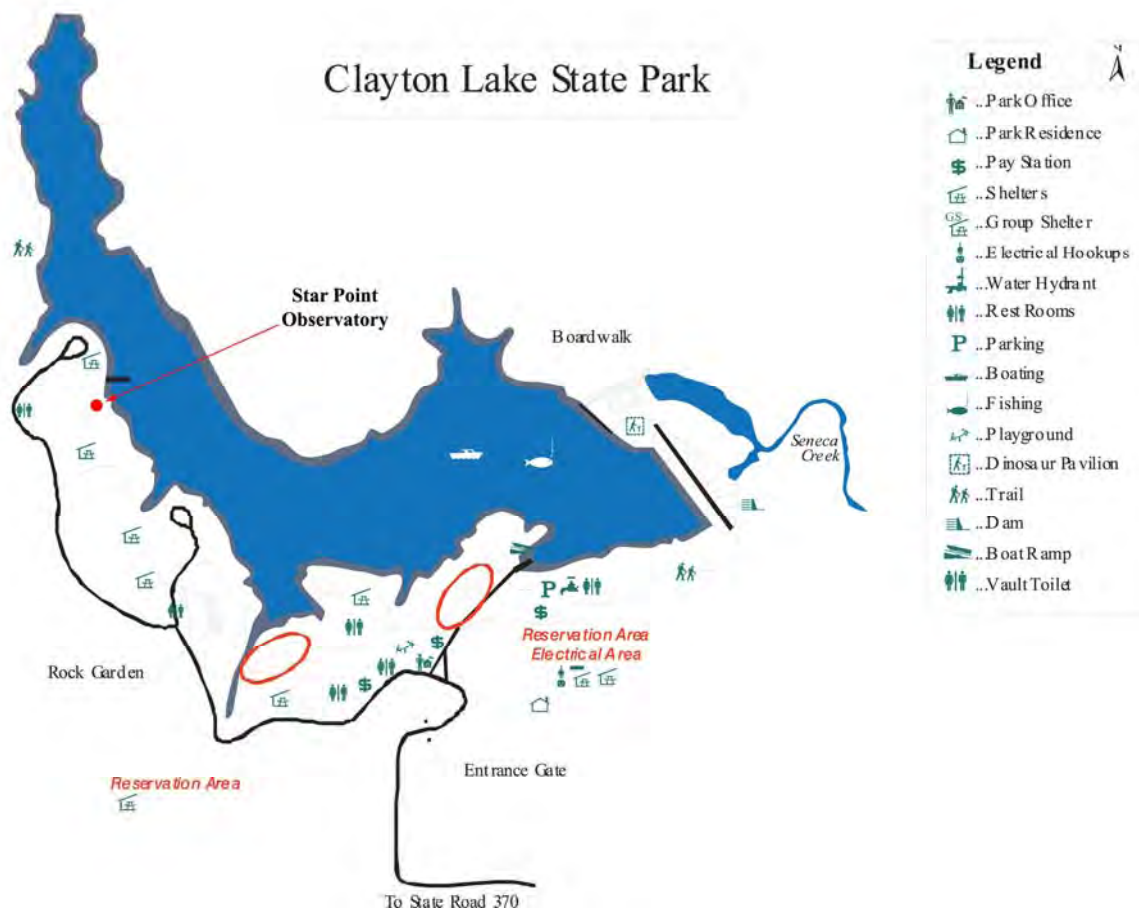 Clayton Lake State Park
Legend
N
...Park Office
...Park Residence
$ ...Pay Station
...Shelters
GS ...Group Shelter
...Electrical Hookups
...Water Hydrant
...Rest Rooms
P ...Parking
...Boating
...Fishing
...Playground
...Dinosaur Pavilion
...Trail
...Dam
...Boat Ramp
...Vault Toilet
Star Point
Observatory
Boardwalk
Seneca
Creek
P
$
Reservation Area
Electrical Area
$
$
Rock Garden
Entrance Gate
Reservation Area
To State Road 370